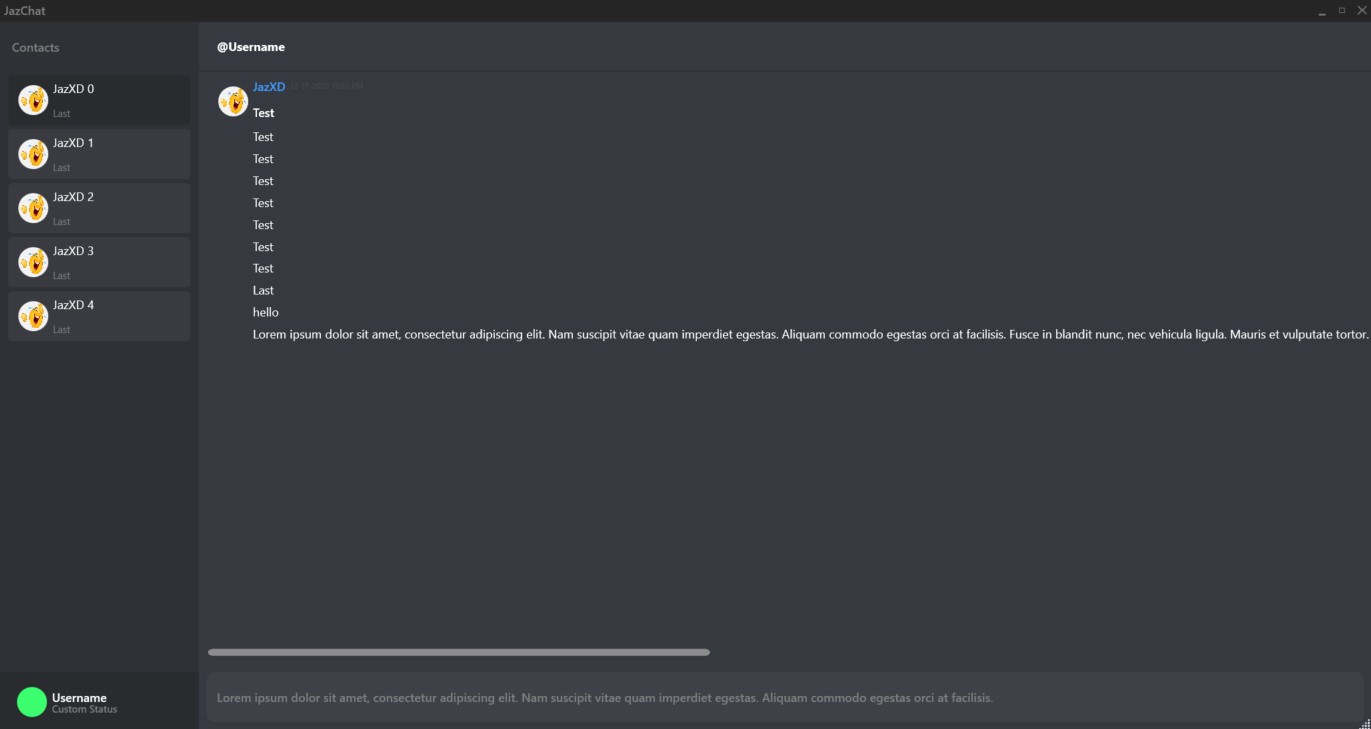 JazChat
Contacts
@Username
JazXD 0
Last
JazXD 1
Last
JazXD 2
Last
JazXD 3
Last
JazXD 4
Last
JazXD
Test
Test
Test
Test
Test
Test
Test
Test
Last
hello
Lorem ipsum dolor sit amet, consectetur adipiscing elit. Nam suscipit vitae quam imperdiet egestas. Aliquam commodo egestas orci at facilisis. Fusce in blandit nunc, nec vehicula ligula. Mauris et vulputate tortor.
Username
Custom Status
Lorem ipsum dolor sit amet, consectetur adipiscing elit. Nam suscipit vitae quam imperdiet egestas. Aliquam commodo egestas orci at facilisis.